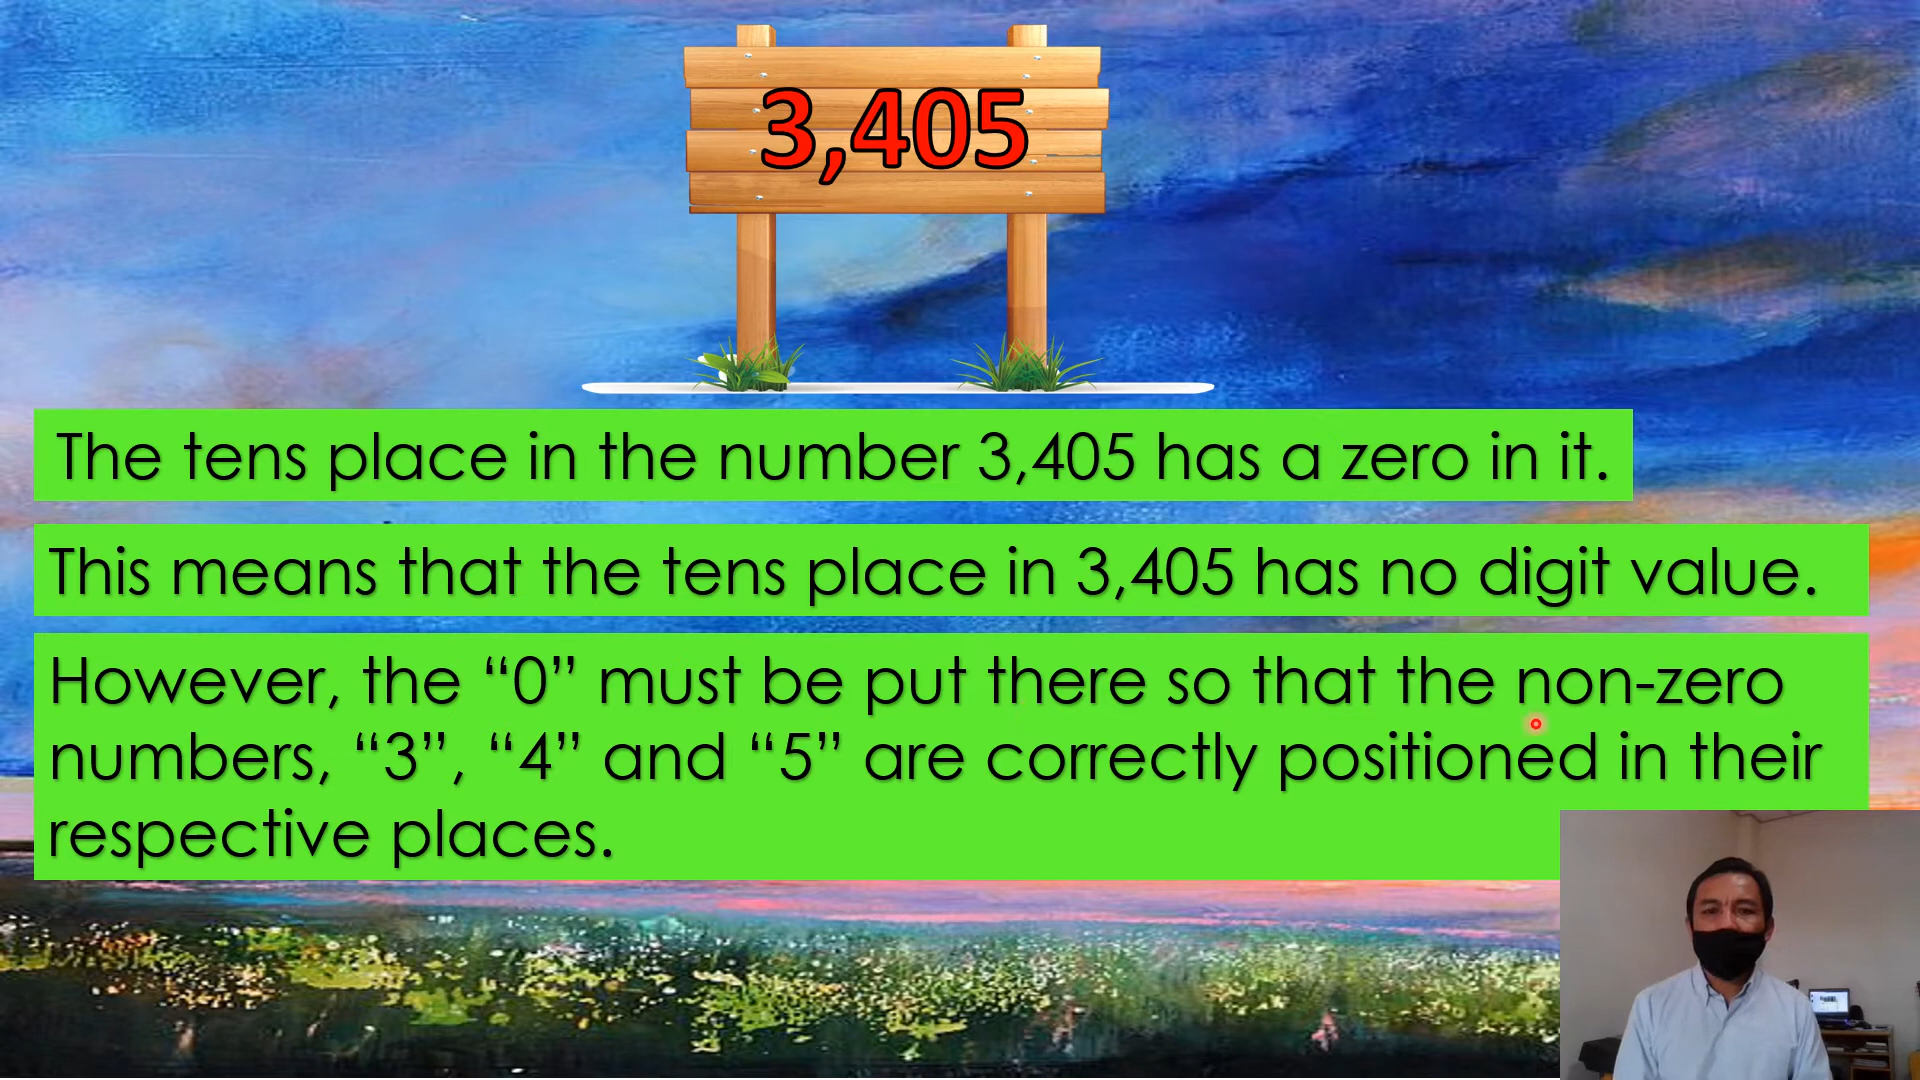 3,405
The tens place in the number 3,405 has a zero in it.
This means that the tens place in 3,405 has no digit value.
However, the “0” must be put there so that the non-zero
numbers, “3”, “4” and “5” are correctly positioned in their
respective places.